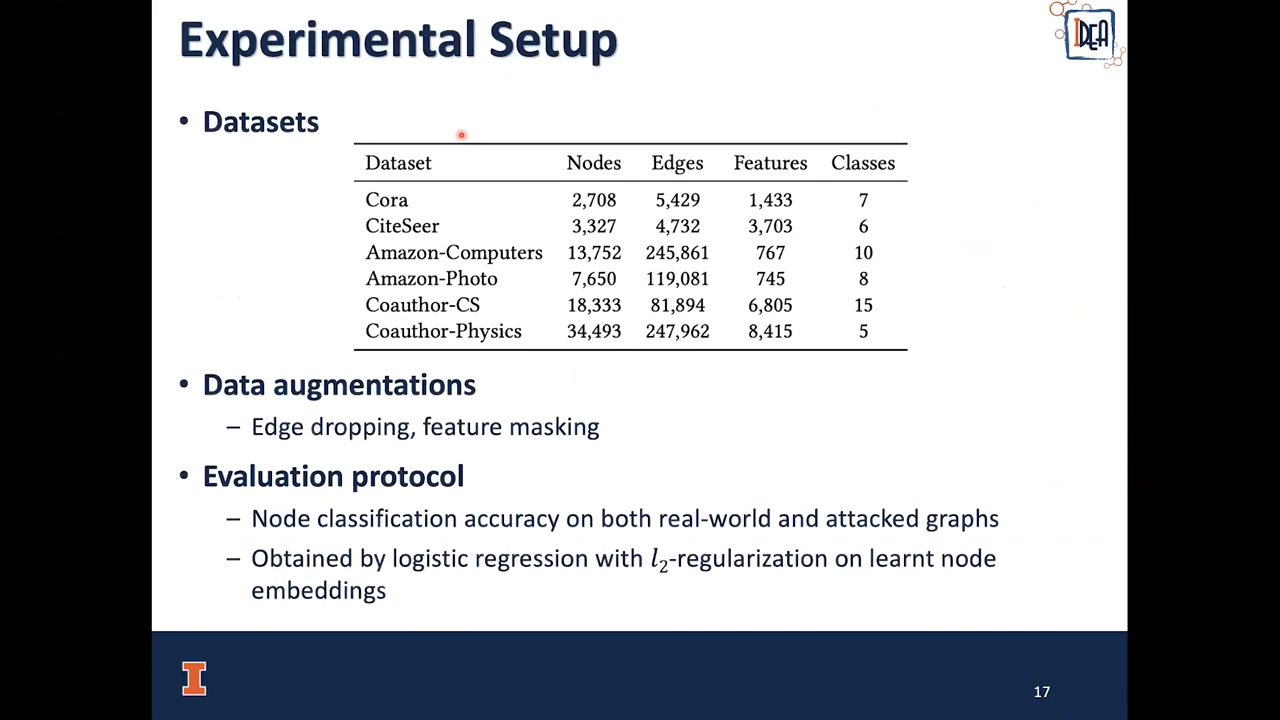 Experimental Setup
IDEA
• Datasets
Dataset Nodes Edges Features Classes
Cora 2,708 5,429 1,433 7
CiteSeer 3,327 4,732 3,703 6
Amazon-Computers 13,752 245,861 767 10
Amazon-Photo 7,650 119,081 745 8
Coauthor-CS 18,333 81,894 6,805 15
Coauthor-Physics 34,493 247,962 8,415 5
• Data augmentations
– Edge dropping, feature masking
• Evaluation protocol
– Node classification accuracy on both real-world and attacked graphs
– Obtained by logistic regression with l₂-regularization on learnt node
embeddings
I
17